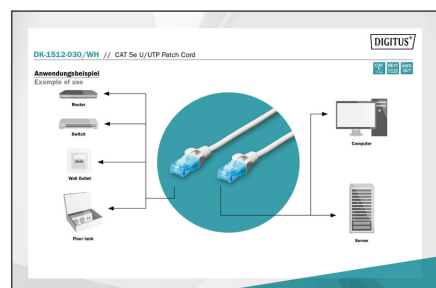 DIGITUS®
DK-1512-030/WH // CAT 5e U/UTP Patch Cord
Anwendungsbeispiel
Example of use
Router
Switch
Wall Outlet
Floor tank
Computer
Server